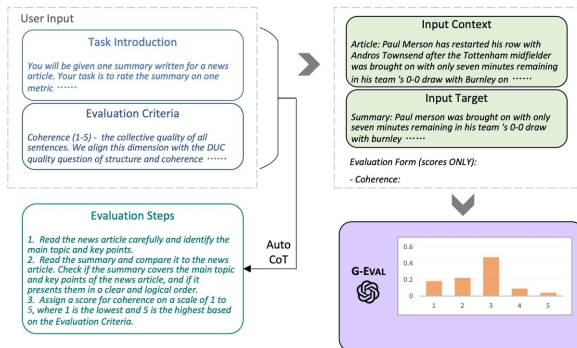 User Input
Task Introduction
You will be given one summary written for a news
article. Your task is to rate the summary on one
metric ······
Evaluation Criteria
Coherence (1-5) - the collective quality of all
sentences. We align this dimension with the DUC
quality question of structure and coherence ······
Evaluation Steps
1. Read the news article carefully and identify the
main topic and key points.
2. Read the summary and compare it to the news
article. Check if the summary covers the main topic
and key points of the news article, and if it
presents them in a clear and logical order.
3. Assign a score for coherence on a scale of 1 to
5, where 1 is the lowest and 5 is the highest based
on the Evaluation Criteria.
Auto
CoT
Input Context
Article: Paul Merson has restarted his row with
Andros Townsend after the Tottenham midfielder
was brought on with only seven minutes remaining
in his team 's 0-0 draw with Burnley on ······
Input Target
Summary: Paul merson was brought on with only
seven minutes remaining in his team 's 0-0 draw
with burnley ······
Evaluation Form (scores ONLY):
- Coherence:
G-EVAL
0.6
0.4
0.2
0
1 2 3 4 5